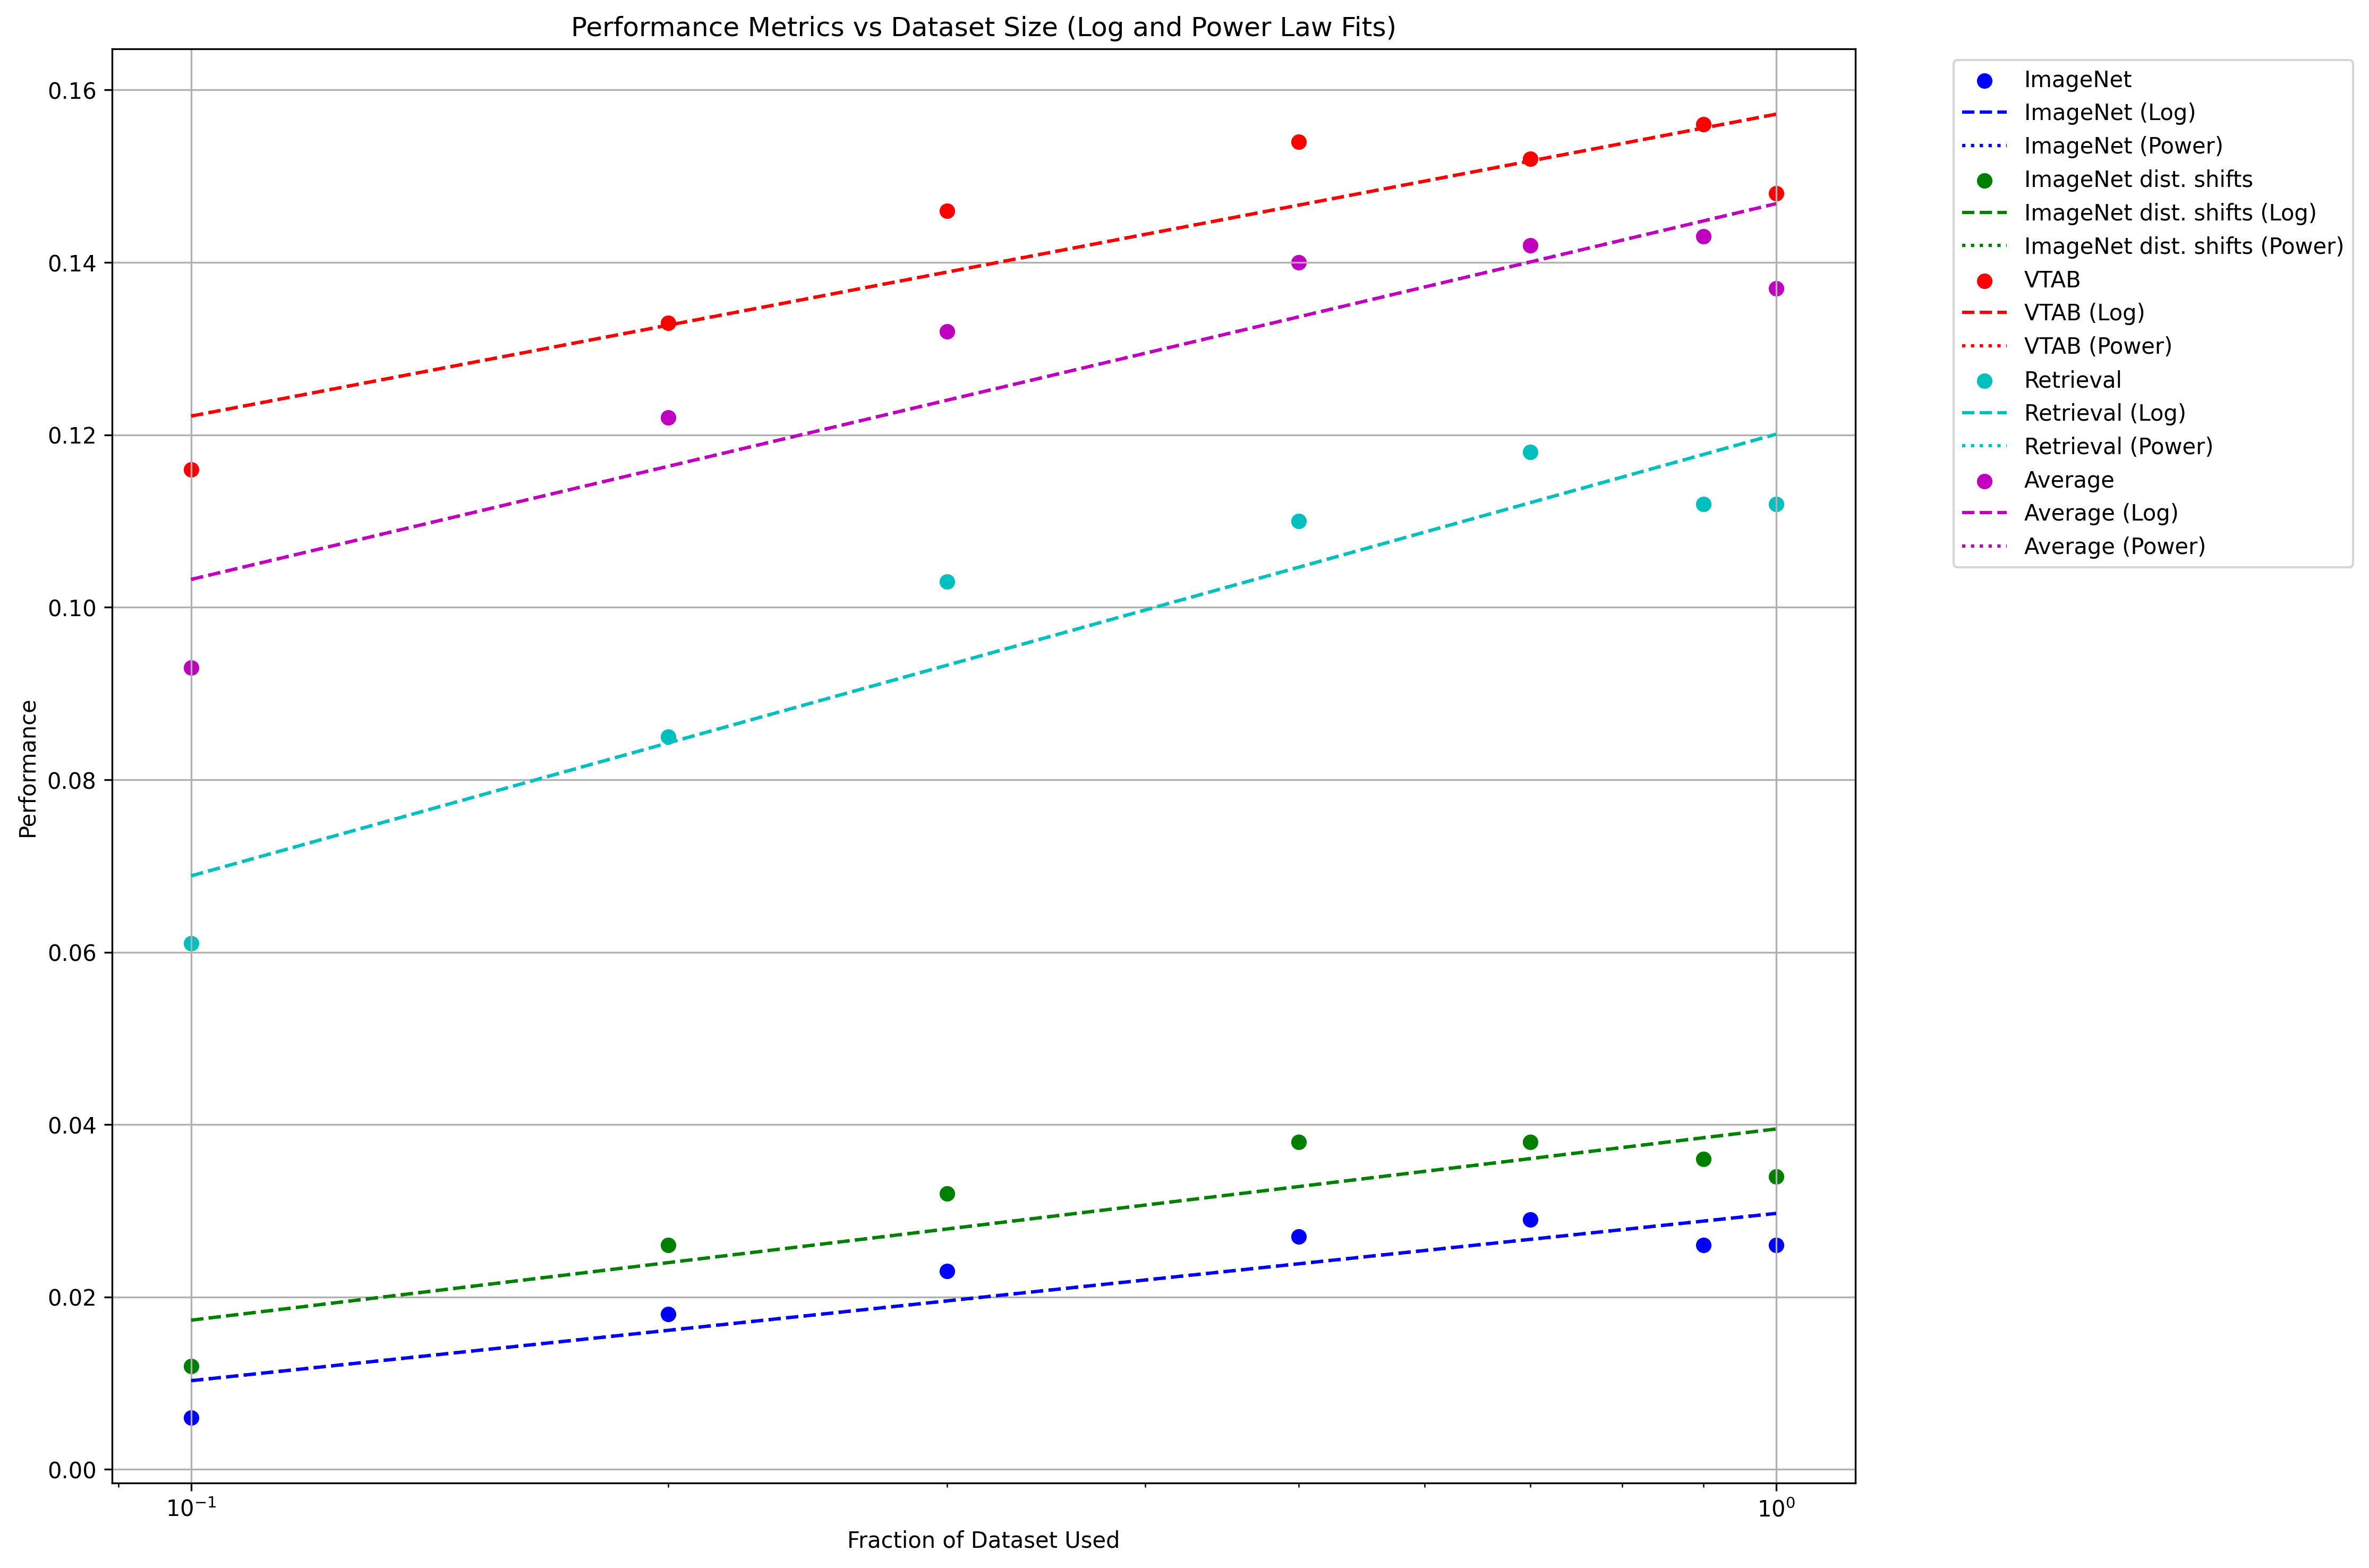 Performance Metrics vs Dataset Size (Log and Power Law Fits)
0.16
0.14
0.12
0.10
0.08
0.06
0.04
0.02
0.00
Performance
10⁻¹
10⁰
Fraction of Dataset Used
ImageNet
ImageNet (Log)
ImageNet (Power)
ImageNet dist. shifts
ImageNet dist. shifts (Log)
ImageNet dist. shifts (Power)
VTAB
VTAB (Log)
VTAB (Power)
Retrieval
Retrieval (Log)
Retrieval (Power)
Average
Average (Log)
Average (Power)